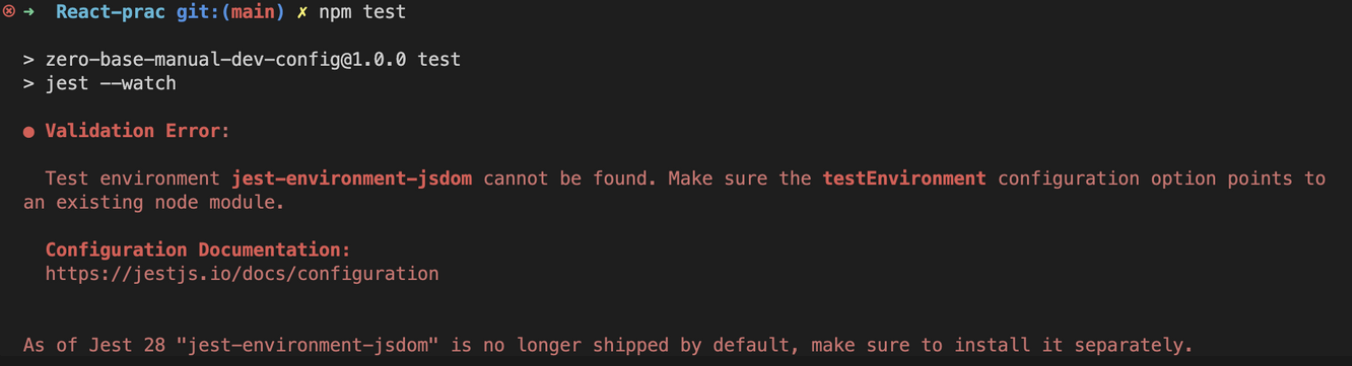 ➜ React-prac git:(main) ✗ npm test
> zero-base-manual-dev-config@1.0.0 test
> jest --watch
● Validation Error:
Test environment jest-environment-jsdom cannot be found. Make sure the testEnvironment configuration option points to
an existing node module.
Configuration Documentation:
https://jestjs.io/docs/configuration
As of Jest 28 "jest-environment-jsdom" is no longer shipped by default, make sure to install it separately.